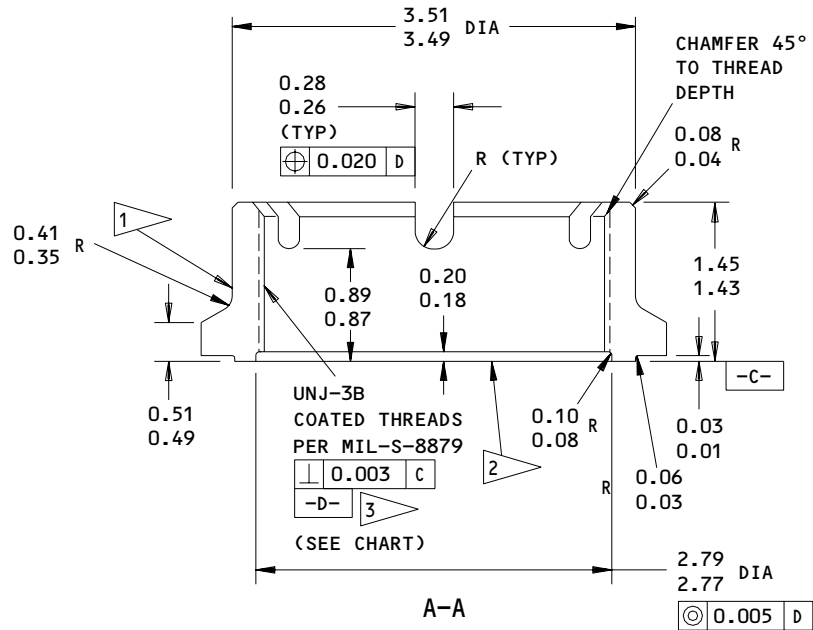 3.51
3.49 DIA
CHAMFER 45°
TO THREAD
DEPTH
0.28
0.26
(TYP)
⌖ 0.020 D
R (TYP)
0.08
0.04 R
1
0.41
0.35 R
0.89
0.87
0.20
0.18
1.45
1.43
-C-
0.51
0.49
UNJ-3B
COATED THREADS
PER MIL-S-8879
⊥ 0.003 C
-D- 3
(SEE CHART)
2
0.10
0.08 R
0.03
0.01
R 0.06
0.03
2.79
2.77 DIA
◎ 0.005 D
A-A